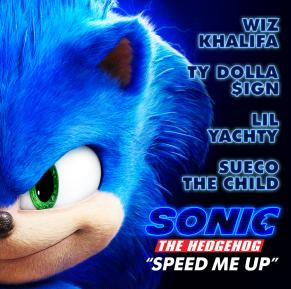 WIZ
KHALIFA
TY DOLLA
$IGN
LIL
YACHTY
SUECO
THE CHILD
SONIC
THE HEDGEHOG
"SPEED ME UP"